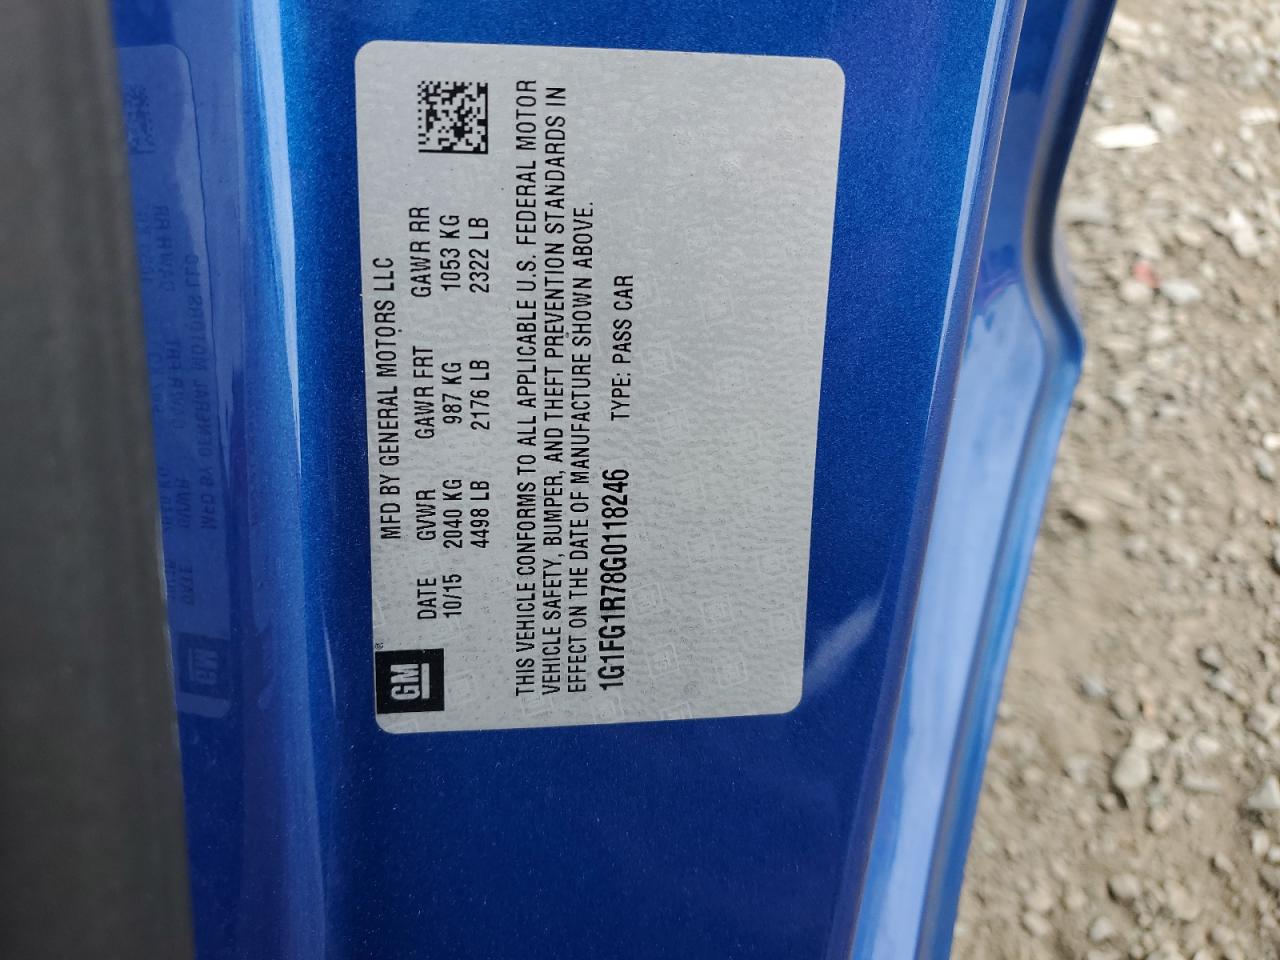 GM®
MFD BY GENERAL MOTORS LLC
DATE GVWR GAWR FRT GAWR RR
10/15 2040 KG 987 KG 1053 KG
4498 LB 2176 LB 2322 LB
THIS VEHICLE CONFORMS TO ALL APPLICABLE U.S. FEDERAL MOTOR
VEHICLE SAFETY, BUMPER, AND THEFT PREVENTION STANDARDS IN
EFFECT ON THE DATE OF MANUFACTURE SHOWN ABOVE.
1G1FG1R78G0118246 TYPE: PASS CAR